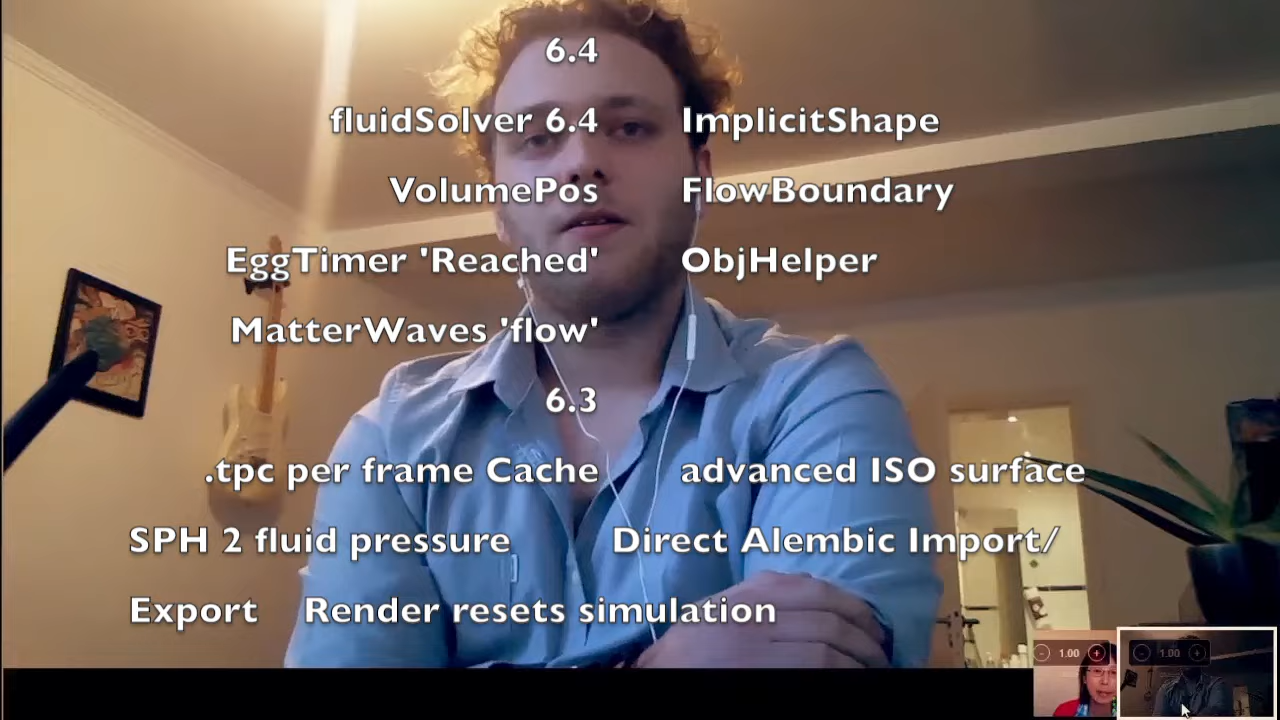 6.4
fluidSolver 6.4 ImplicitShape
VolumePos FlowBoundary
EggTimer 'Reached' ObjHelper
MatterWaves 'flow'
6.3
.tpc per frame Cache advanced ISO surface
SPH 2 fluid pressure Direct Alembic Import/
Export Render resets simulation
- 1.00 + - 1.00 +